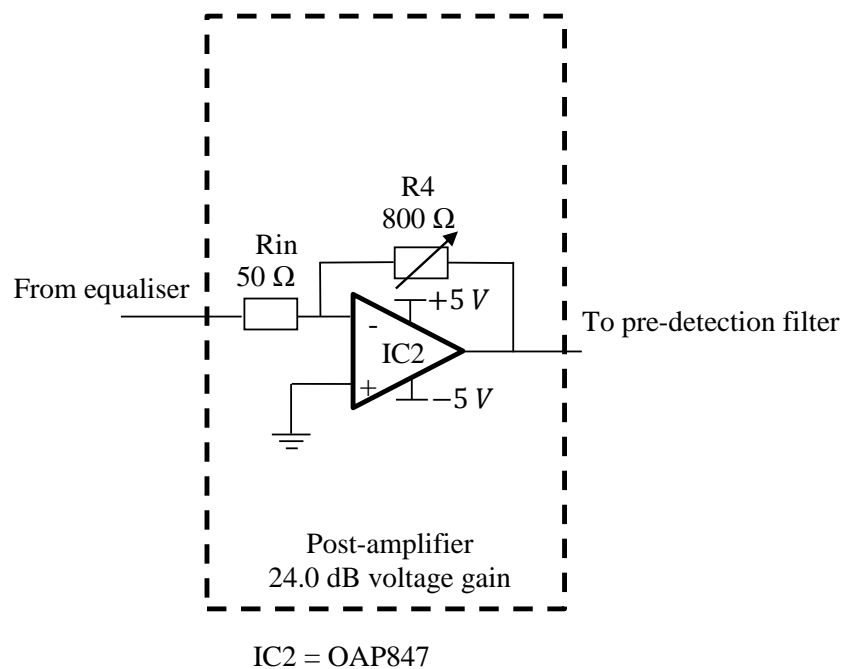 R4
800 Ω
Rin
50 Ω
From equaliser
+5 V
-
IC2
To pre-detection filter
+
−5 V
Post-amplifier
24.0 dB voltage gain
IC2 = OAP847